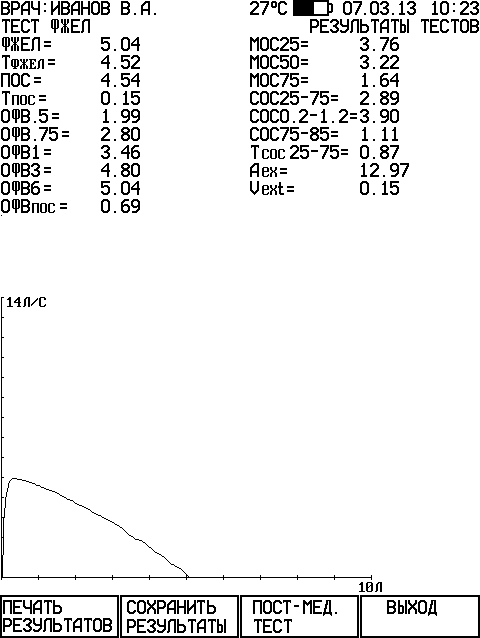 ВРАЧ:ИВАНОВ В.А. 27°C 07.03.13 10:23
ТЕСТ ФЖЕЛ РЕЗУЛЬТАТЫ ТЕСТОВ
ФЖЕЛ= 5.04 МОС25= 3.76
Тфжел= 4.52 МОС50= 3.22
ПОС= 4.54 МОС75= 1.64
Тпос= 0.15 СОС25-75= 2.89
ОФВ.5= 1.99 СОС0.2-1.2=3.90
ОФВ.75= 2.80 СОС75-85= 1.11
ОФВ1= 3.46 Тсос25-75= 0.87
ОФВ3= 4.80 Aex= 12.97
ОФВ6= 5.04 Vext= 0.15
ОФВпос= 0.69
14Л/С
10Л
ПЕЧАТЬ РЕЗУЛЬТАТОВ
СОХРАНИТЬ РЕЗУЛЬТАТЫ
ПОСТ-МЕД. ТЕСТ
ВЫХОД